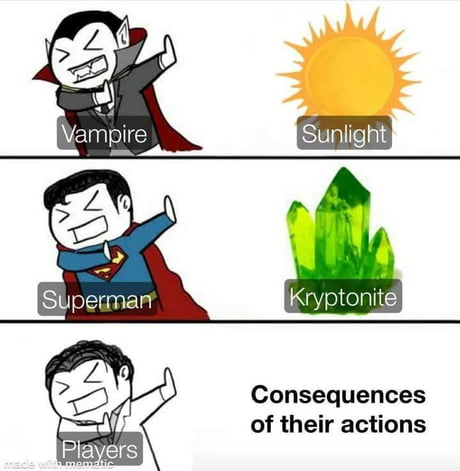 Vampire
Sunlight
Superman
Kryptonite
Consequences
of their actions
Players
made with mematic